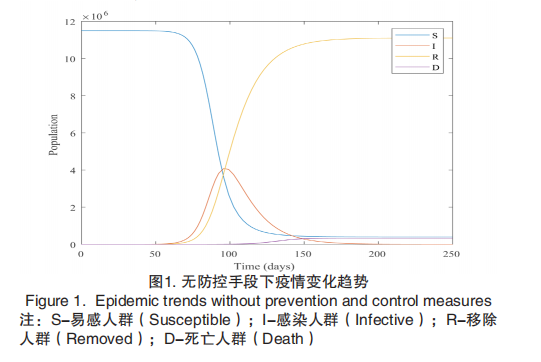 ×10⁶
12
10
8
6
4
2
0
Population
S
I
R
D
0 50 100 150 200 250
Time (days)
图1. 无防控手段下疫情变化趋势
Figure 1. Epidemic trends without prevention and control measures
注：S–易感人群（Susceptible）；I–感染人群（Infective）；R–移除
人群（Removed）；D–死亡人群（Death）